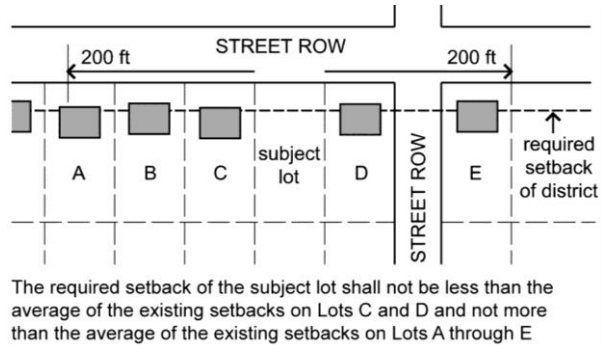 STREET ROW
200 ft
200 ft
required
setback
of district
subject
lot
A
B
C
D
E
STREET ROW
The required setback of the subject lot shall not be less than the
average of the existing setbacks on Lots C and D and not more
than the average of the existing setbacks on Lots A through E